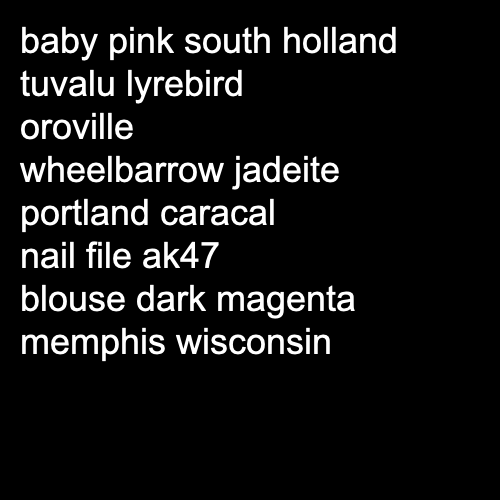 baby pink south holland
tuvalu lyrebird
oroville
wheelbarrow jadeite
portland caracal
nail file ak47
blouse dark magenta
memphis wisconsin